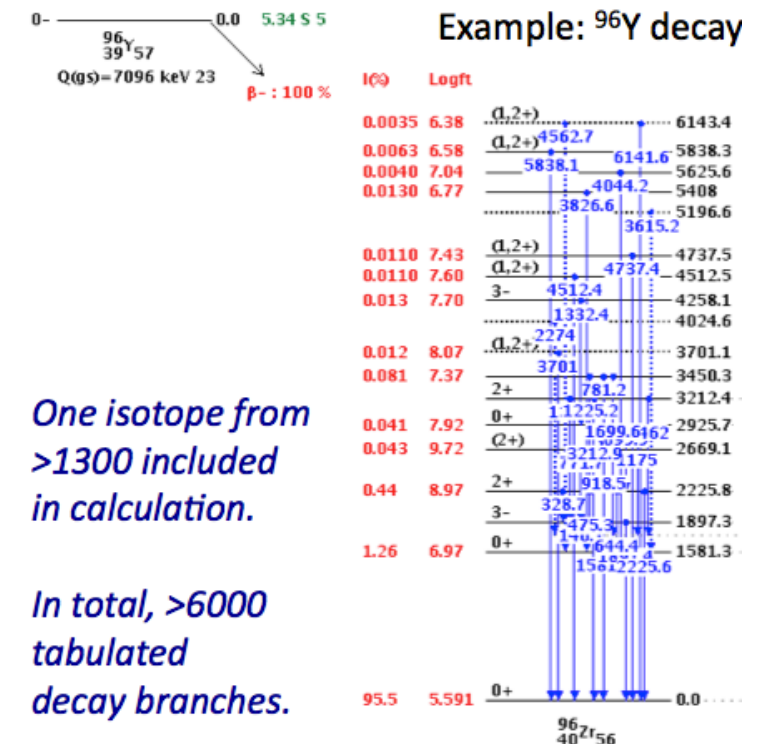 Example: ⁹⁶Y decay
0- 0.0 5.34 S 5
96
39 Y 57
Q(gs)=7096 keV 23
β- : 100 %
I(%) Logft
0.0035 6.38 (1,2+) 6143.4
4562.7
0.0063 6.58 (1,2+) 5838.3
6141.6
5838.1
0.0040 7.04 5625.6
4044.2
0.0130 6.77 5408
3826.6
5196.6
3615.2
0.0110 7.43 (1,2+) 4737.5
4737.4
0.0110 7.60 (1,2+) 4512.5
4512.4
0.013 7.70 3- 4258.1
1332.4
4024.6
2274
0.012 8.07 (1,2+) 3701.1
3701
0.081 7.37 3450.3
781.2
2+ 3212.4
1225.2
0.041 7.92 0+ 2925.7
1699.6
0.043 9.72 (2+) 2669.1
3212.9
1175
918.5
0.44 8.97 2+ 2225.8
328.7
3- 1897.3
475.3
644.4
1.26 6.97 0+ 1581.3
2225.6
One isotope from
>1300 included
in calculation.
In total, >6000
tabulated
decay branches.
95.5 5.591 0+ 0.0
96
40 Zr 56